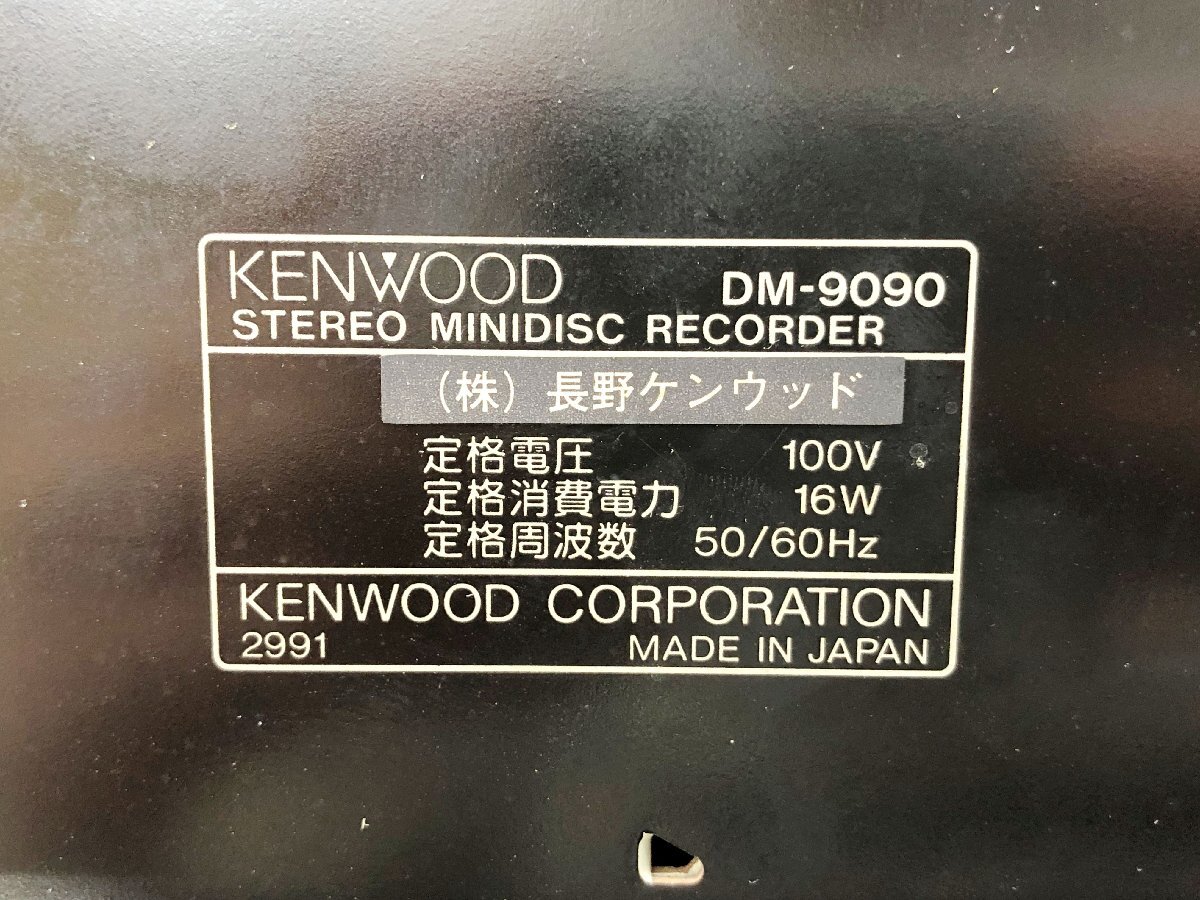 KENWOOD DM-9090
STEREO MINIDISC RECORDER
(株) 長野ケンウッド
定格電圧 100V
定格消費電力 16W
定格周波数 50/60Hz
KENWOOD CORPORATION
2991 MADE IN JAPAN